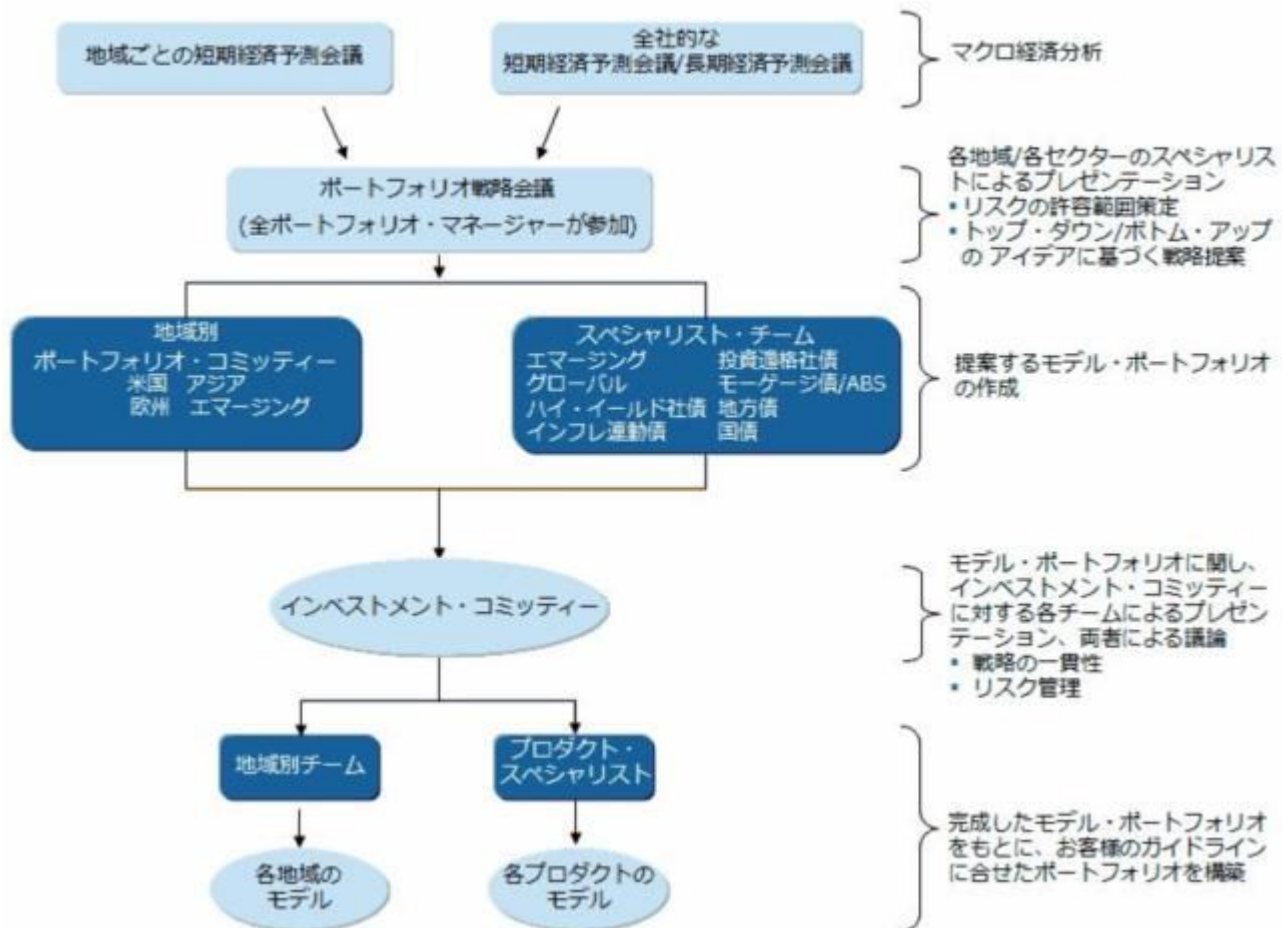 地域ごとの短期経済予測会議
全社的な
短期経済予測会議/長期経済予測会議
マクロ経済分析
ポートフォリオ戦略会議
(全ポートフォリオ・マネージャーが参加)
各地域/各セクターのスペシャリス
トによるプレゼンテーション
▪ リスクの許容範囲策定
▪ トップ・ダウン/ボトム・アップ
の アイデアに基づく戦略提案
地域別
ポートフォリオ・コミッティー
米国 アジア
欧州 エマージング
スペシャリスト・チーム
エマージング 投資適格社債
グローバル モーゲージ債/ABS
ハイ・イールド社債 地方債
インフレ連動債 国債
提案するモデル・ポートフォリオ
の作成
インベストメント・コミッティー
モデル・ポートフォリオに関し、
インベストメント・コミッティー
に対する各チームによるプレゼン
テーション、両者による議論
▪ 戦略の一貫性
▪ リスク管理
地域別チーム
プロダクト・
スペシャリスト
各地域の
モデル
各プロダクトの
モデル
完成したモデル・ポートフォリオ
をもとに、お客様のガイドライン
に合せたポートフォリオを構築